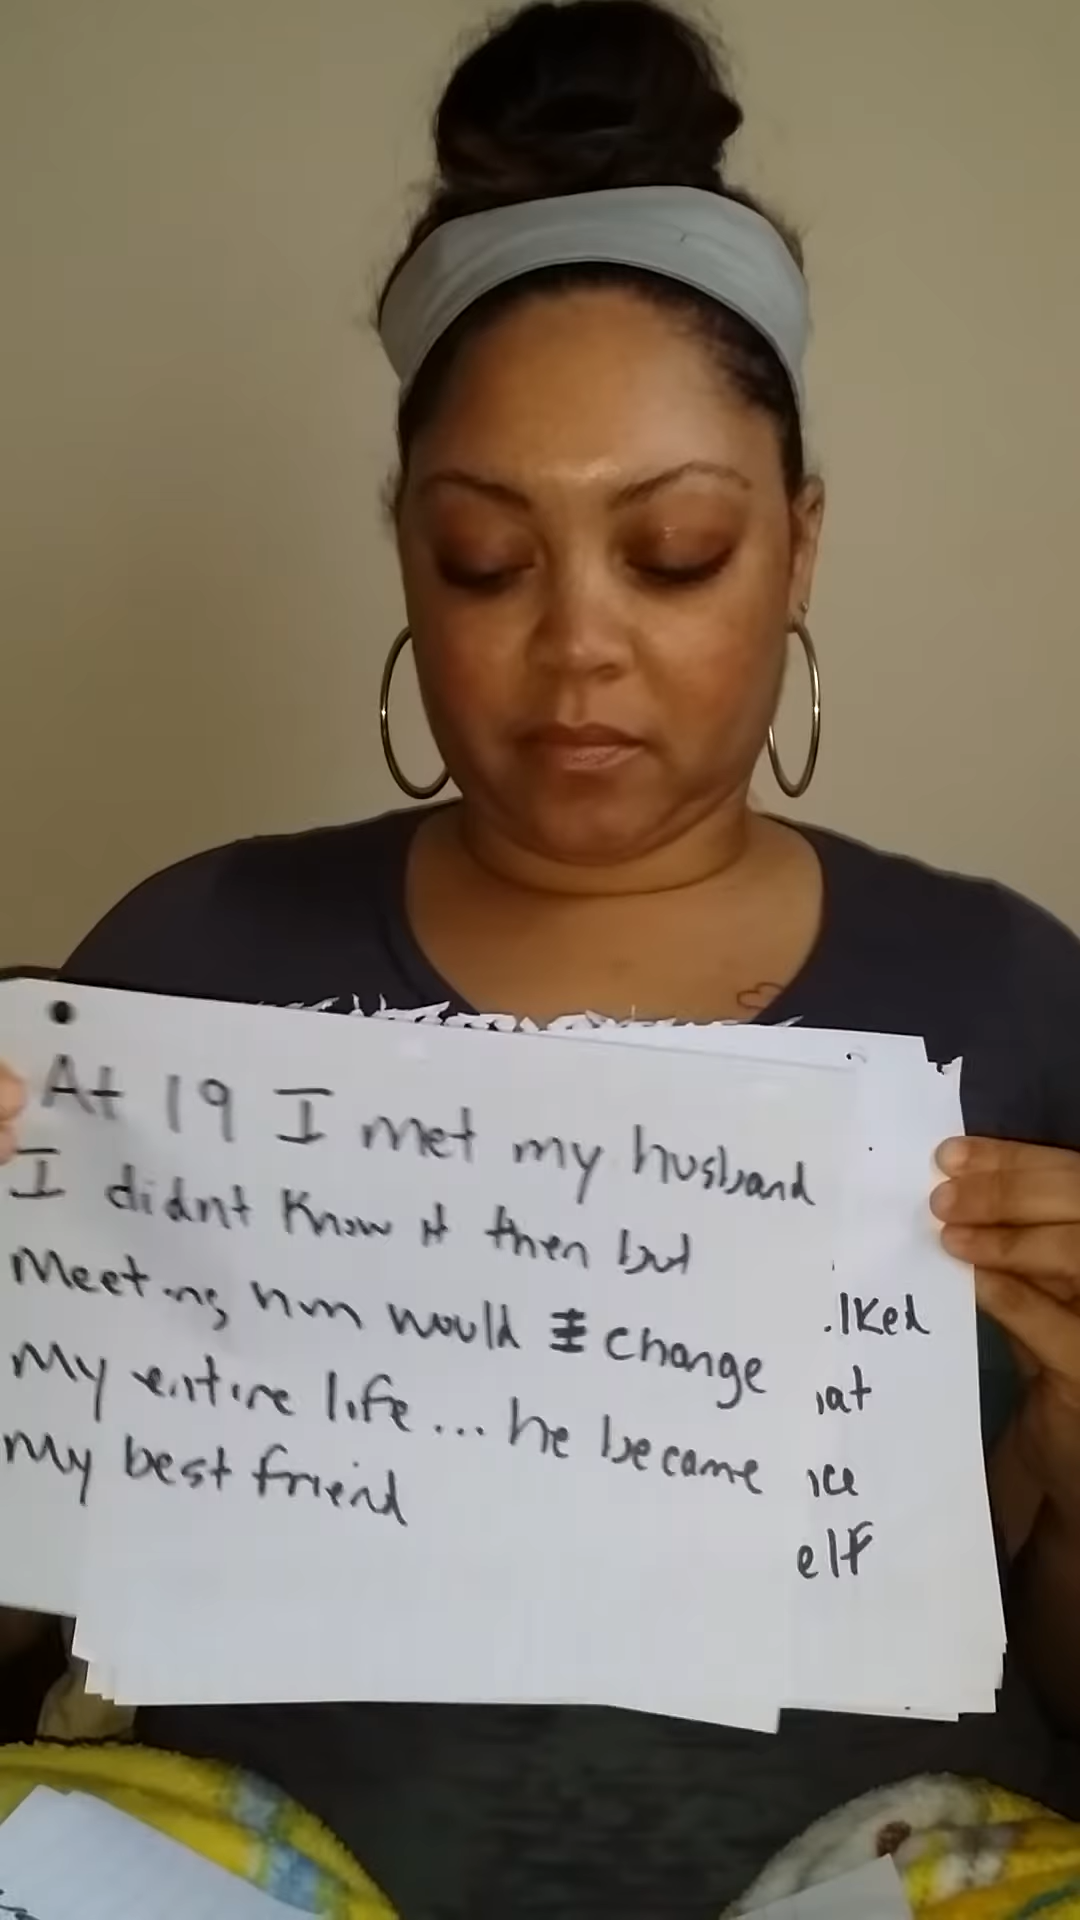 At 19 I met my husband
I didnt know it then but
Meeting him would change
my entire life... he became
my best friend
elf